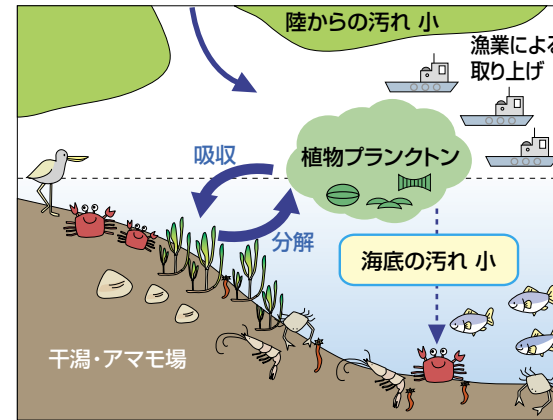 陸からの汚れ 小
漁業による
取り上げ
吸収
植物プランクトン
分解
海底の汚れ 小
干潟・アマモ場